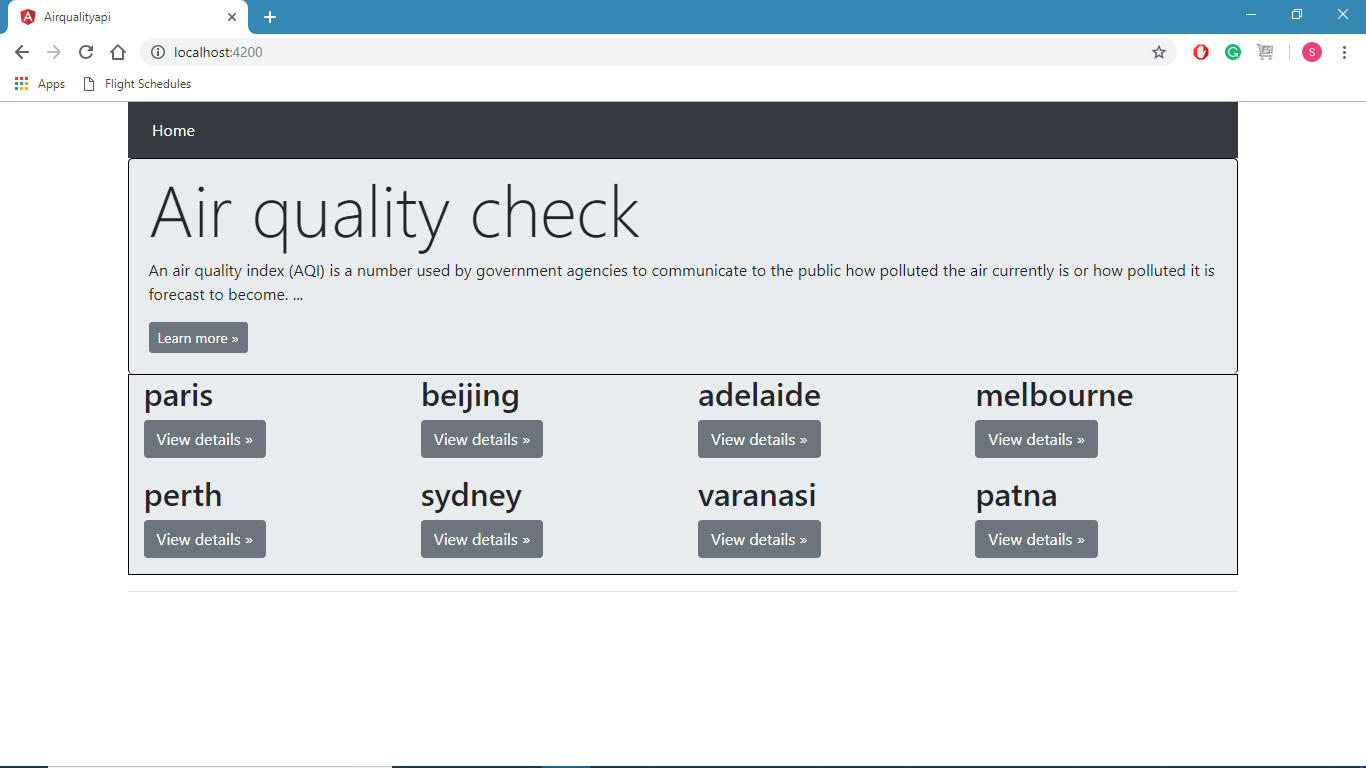 Airqualityapi
localhost:4200
S
Apps
Flight Schedules
Home
Air quality check
An air quality index (AQI) is a number used by government agencies to communicate to the public how polluted the air currently is or how polluted it is
forecast to become. ...
Learn more »
paris
beijing
adelaide
melbourne
View details »
View details »
View details »
View details »
perth
sydney
varanasi
patna
View details »
View details »
View details »
View details »